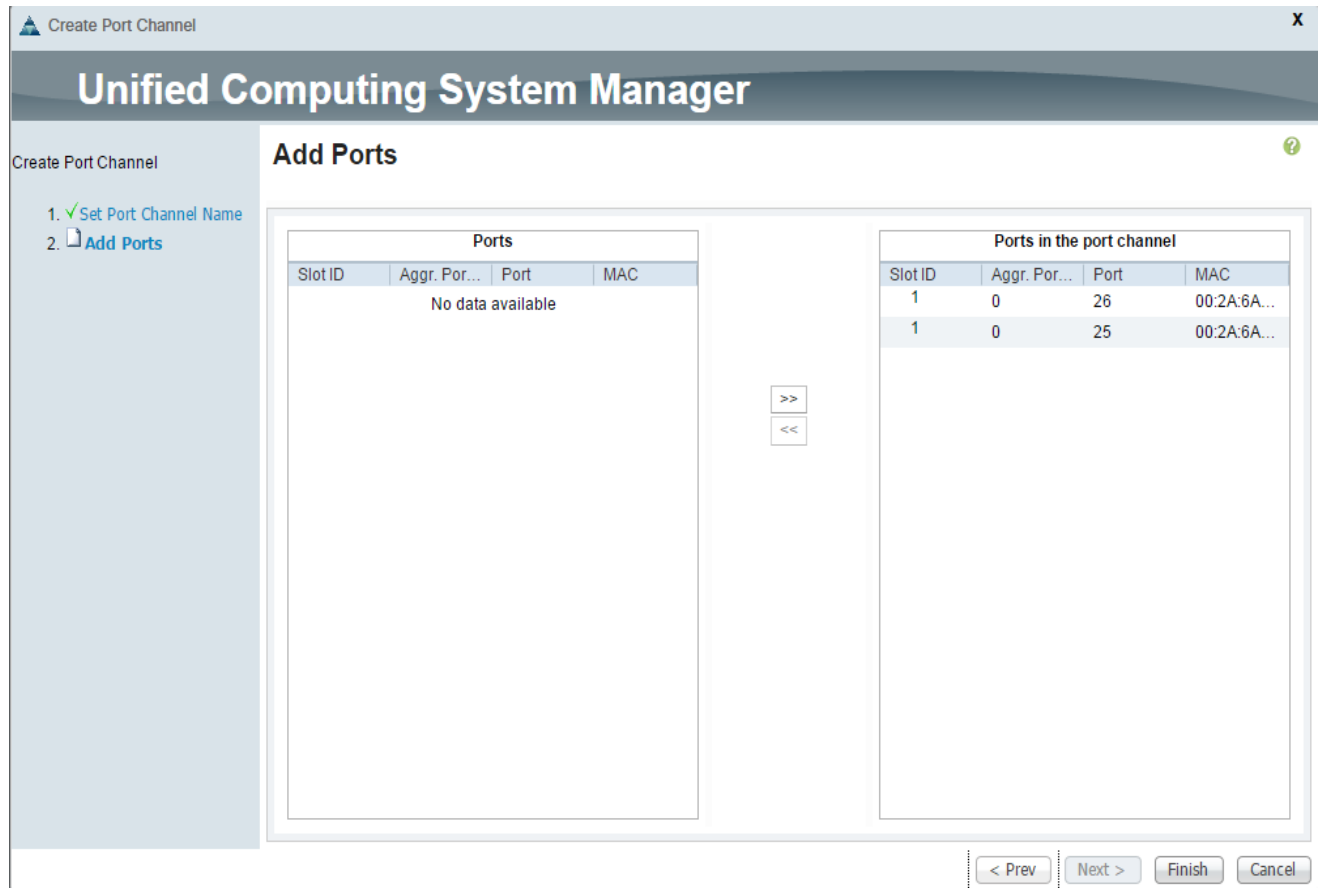 Create Port Channel X
Unified Computing System Manager
Create Port Channel
1. Set Port Channel Name
2. Add Ports
Add Ports ?
Ports
Slot ID Aggr. Por... Port MAC
No data available
>>
<<
Ports in the port channel
Slot ID Aggr. Por... Port MAC
1 0 26 00:2A:6A...
1 0 25 00:2A:6A...
< Prev Next > Finish Cancel